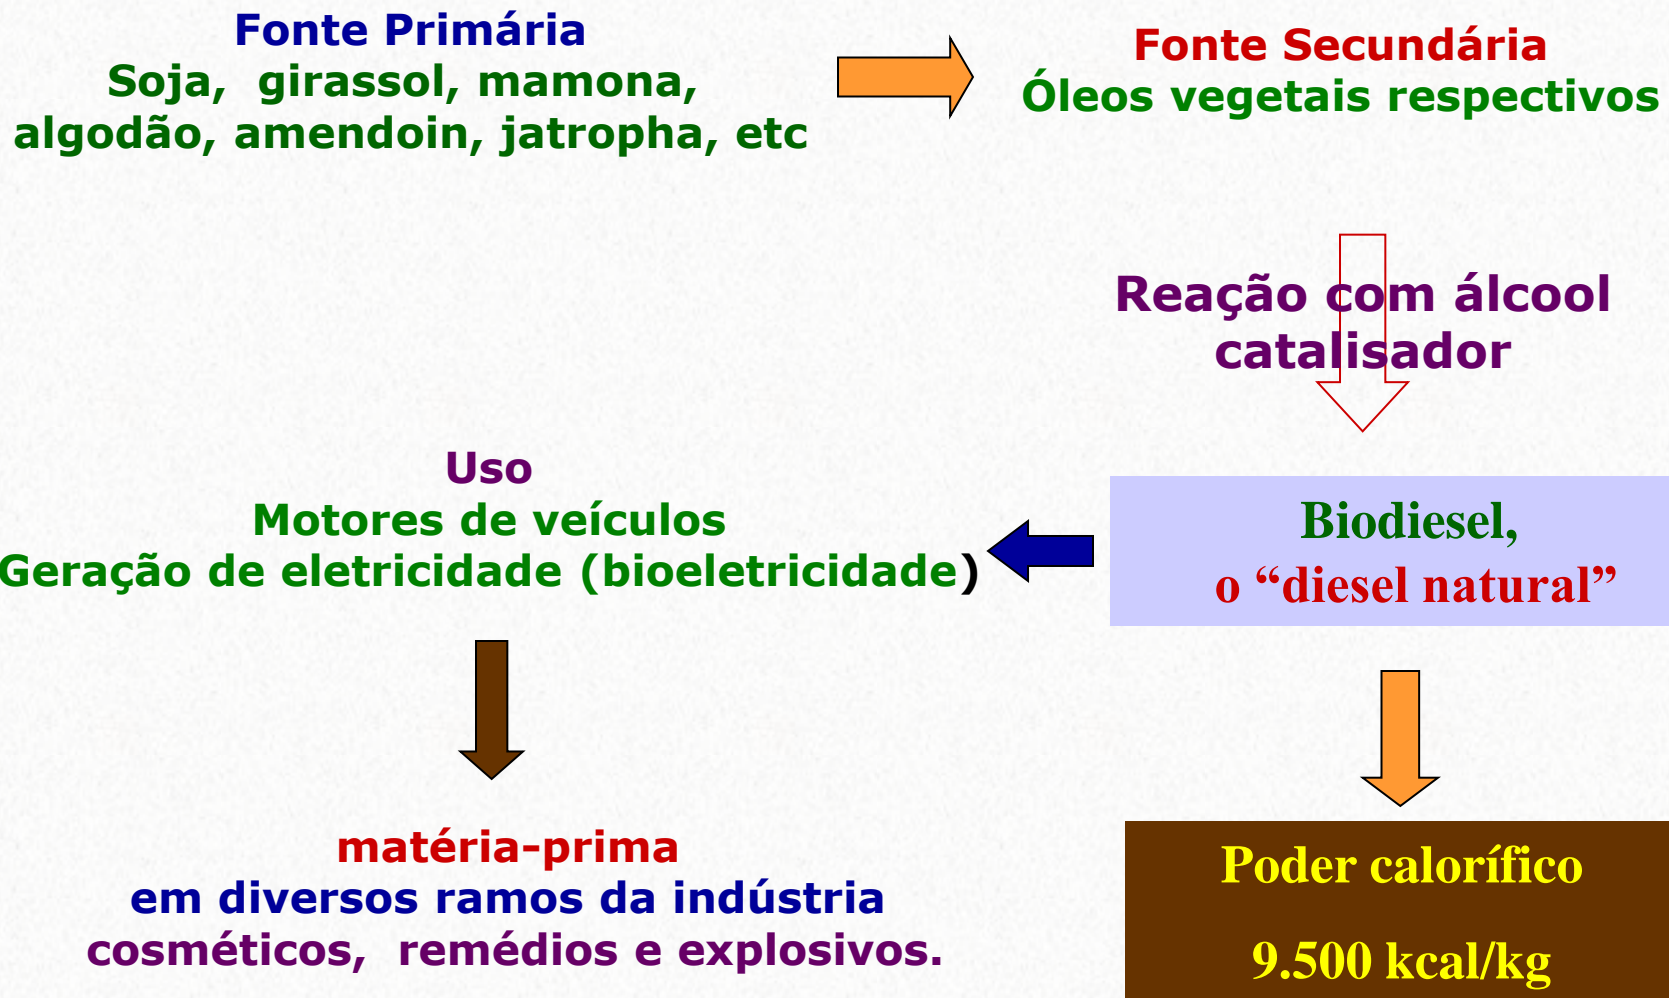 Fonte Primária
Soja, girassol, mamona,
algodão, amendoin, jatropha, etc
Fonte Secundária
Óleos vegetais respectivos
Reação com álcool
catalisador
Biodiesel,
o “diesel natural”
Uso
Motores de veículos
Geração de eletricidade (bioeletricidade)
matéria-prima
em diversos ramos da indústria
cosméticos, remédios e explosivos.
Poder calorífico
9.500 kcal/kg